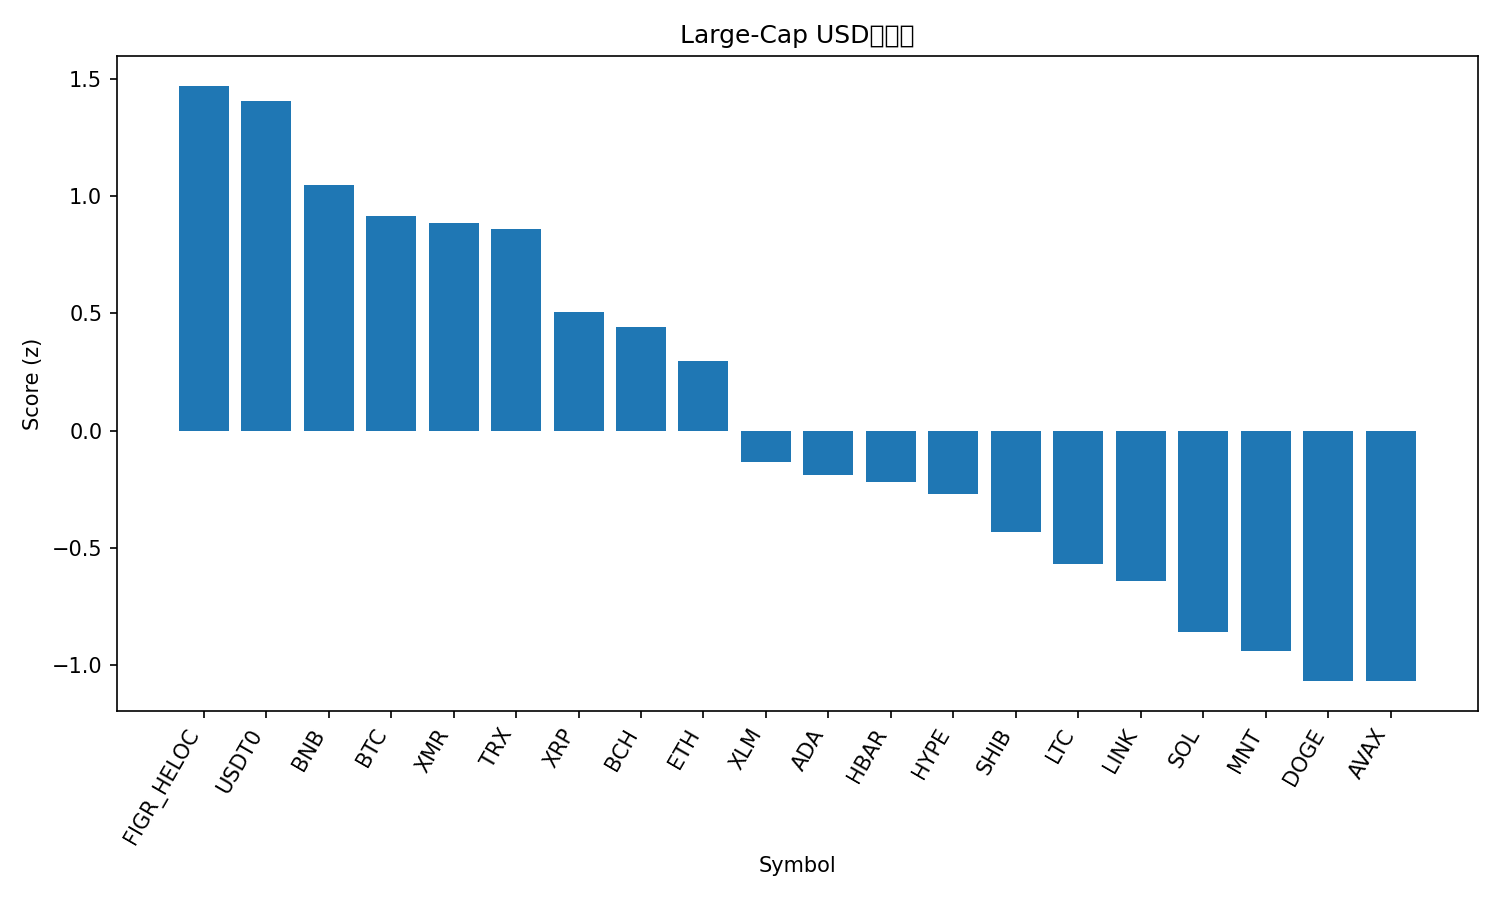 Large-Cap USD
1.5
1.0
0.5
0.0
−0.5
−1.0
Score (z)
FIGR_HELOC
USDT0
BNB
BTC
XMR
TRX
XRP
BCH
ETH
XLM
ADA
HBAR
HYPE
SHIB
LTC
LINK
SOL
MNT
DOGE
AVAX
Symbol